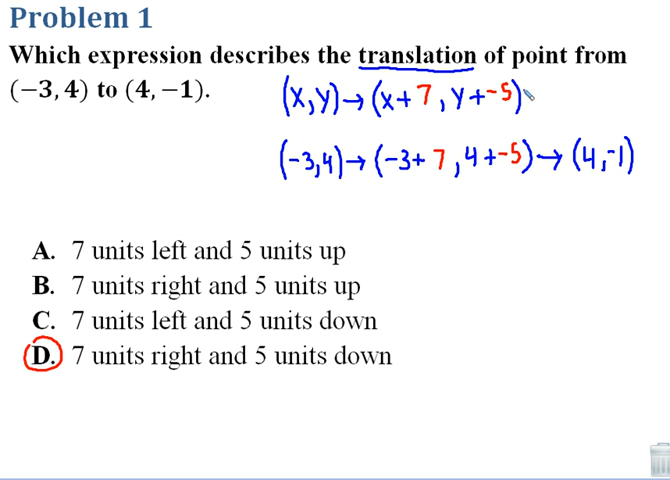 Problem 1
Which expression describes the translation of point from
(−3, 4) to (4, −1).
(x,y)→(x+7,y+-5)
(-3,4)→(-3+7,4+-5)→(4,-1)
A. 7 units left and 5 units up
B. 7 units right and 5 units up
C. 7 units left and 5 units down
D. 7 units right and 5 units down